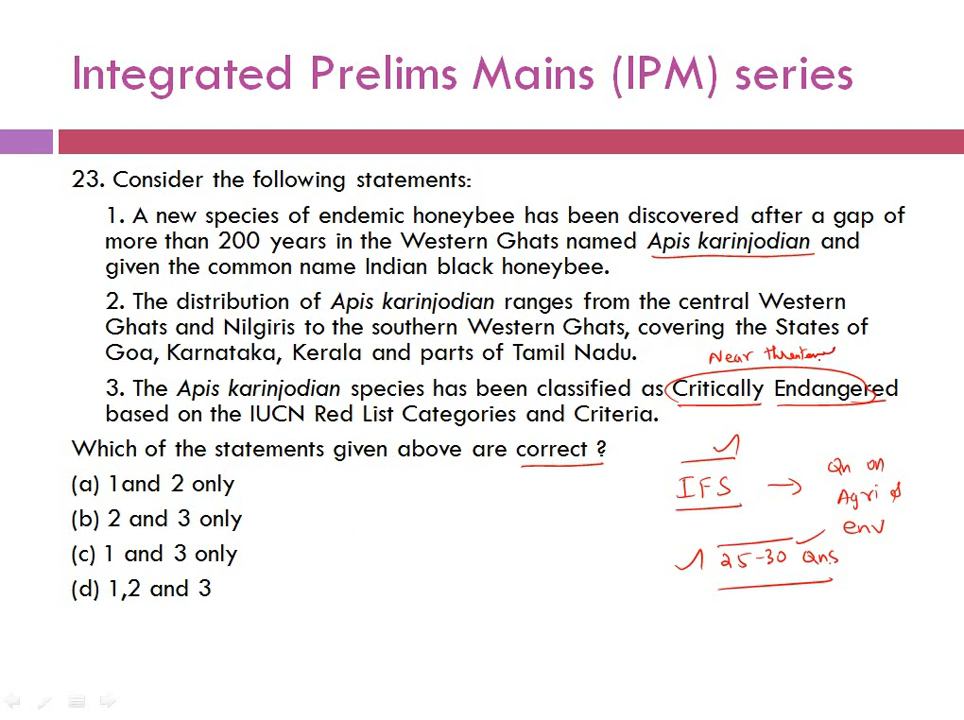 Integrated Prelims Mains (IPM) series
23. Consider the following statements:
1. A new species of endemic honeybee has been discovered after a gap of
more than 200 years in the Western Ghats named Apis karinjodian and
given the common name Indian black honeybee.
2. The distribution of Apis karinjodian ranges from the central Western
Ghats and Nilgiris to the southern Western Ghats, covering the States of
Goa, Karnataka, Kerala and parts of Tamil Nadu.
Near
3. The Apis karinjodian species has been classified as Critically Endangered
based on the IUCN Red List Categories and Criteria.
Which of the statements given above are correct ?
(a) 1and 2 only
(b) 2 and 3 only
(c) 1 and 3 only
(d) 1,2 and 3
IFS → Qn on
Agri &
env
25-30 Qns